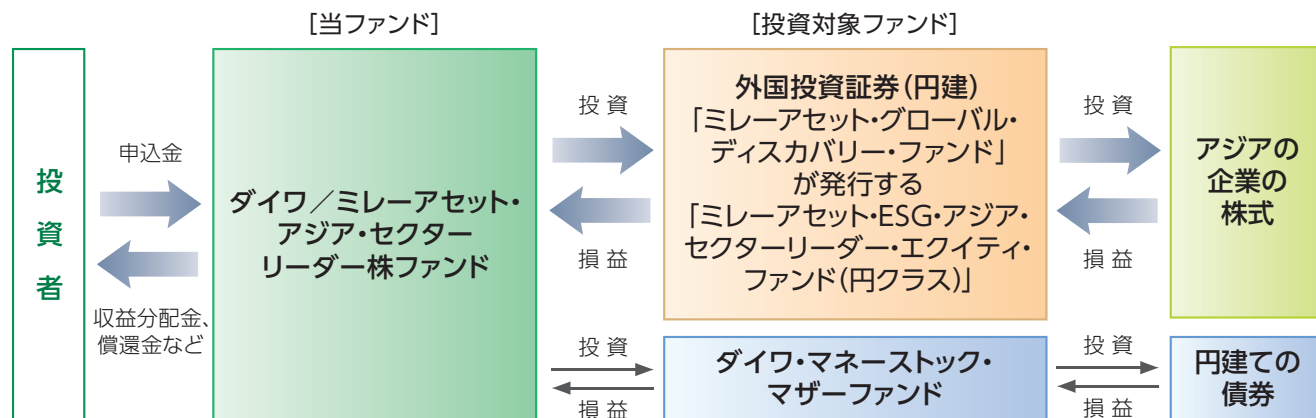 [当ファンド]
[投資対象ファンド]
投資者
申込金
収益分配金、
償還金など
ダイワ／ミレーアセット・
アジア・セクター
リーダー株ファンド
投 資
損 益
外国投資証券（円建）
「ミレーアセット・グローバル・
ディスカバリー・ファンド」
が発行する
「ミレーアセット・ESG・アジア・
セクターリーダー・エクイティ・
ファンド（円クラス）」
投 資
損 益
アジアの
企業の
株式
投 資
損 益
ダイワ・マネーストック・
マザーファンド
投 資
損 益
円建ての
債券